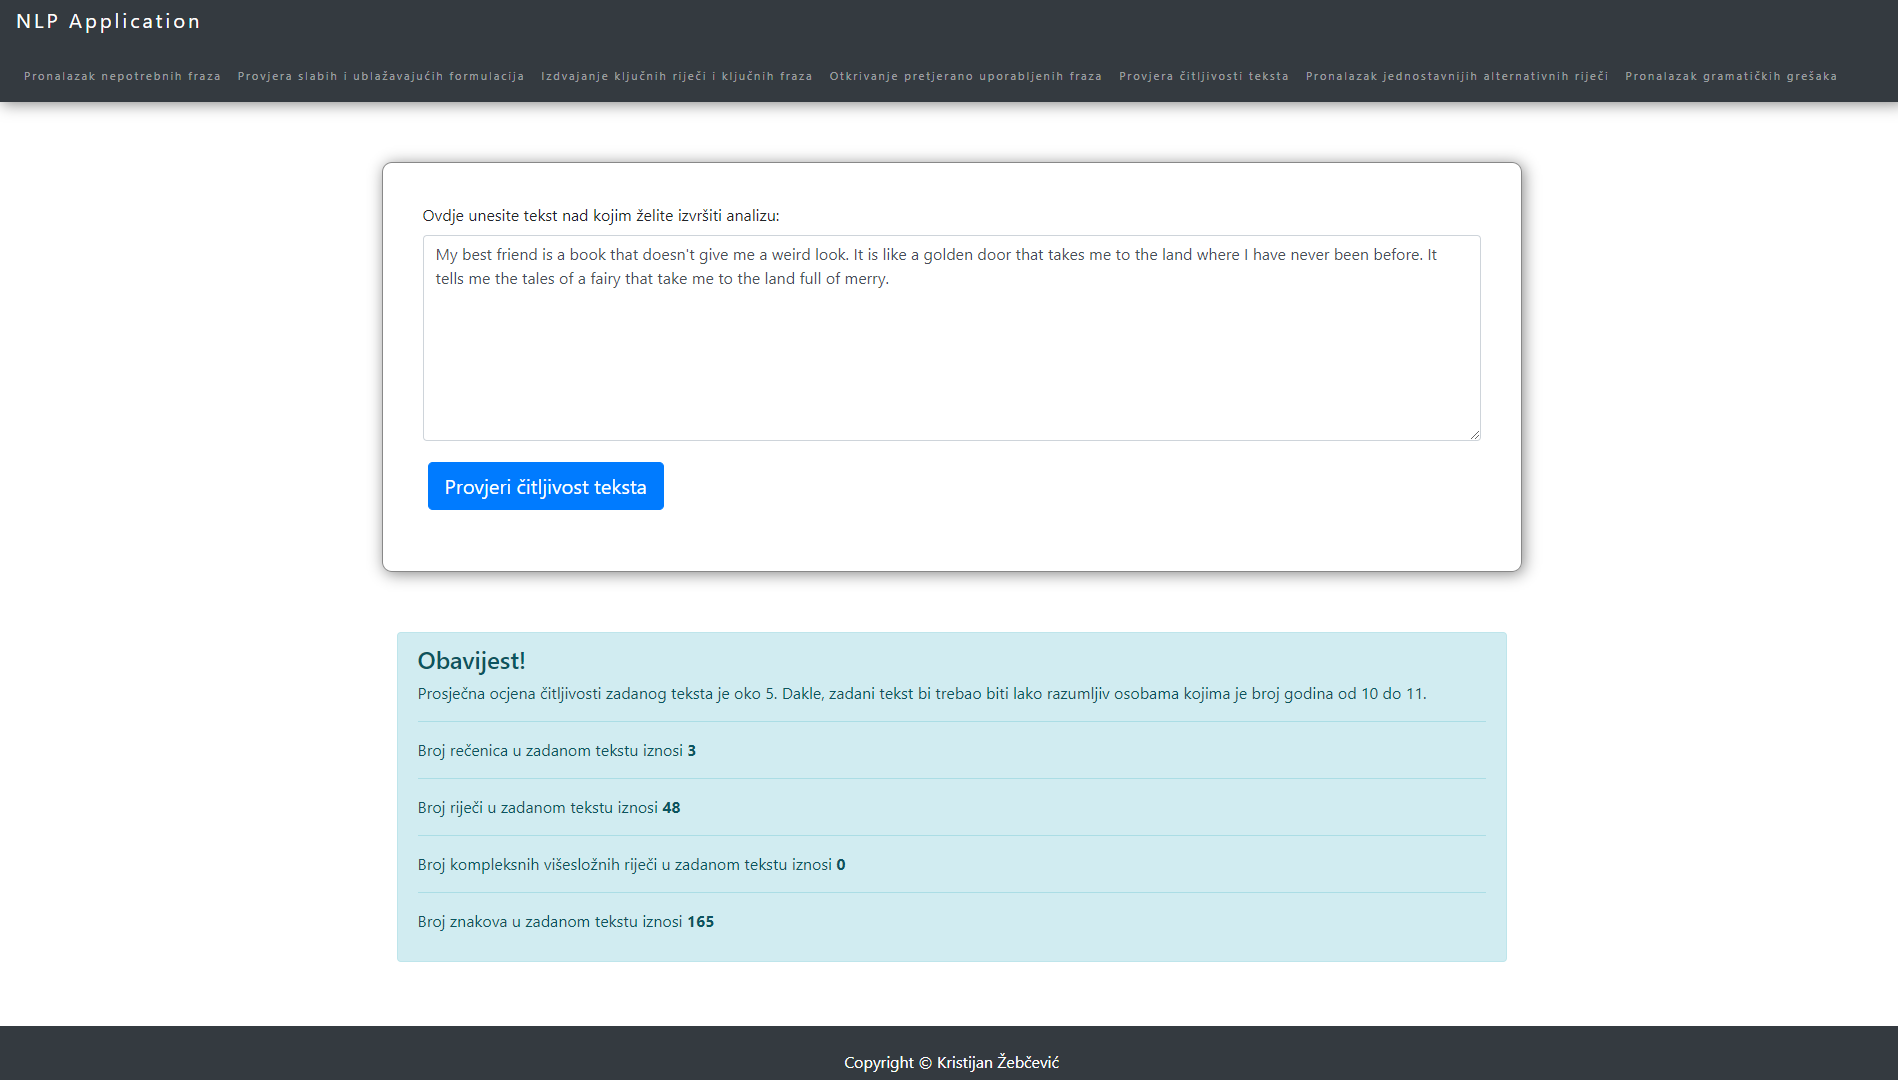 NLP Application
Pronalazak nepotrebnih fraza Provjera slabih i ublažavajućih formulacija Izdvajanje ključnih riječi i ključnih fraza Otkrivanje pretjerano uporabljenih fraza Provjera čitljivosti teksta Pronalazak jednostavnijih alternativnih riječi Pronalazak gramatičkih grešaka
Ovdje unesite tekst nad kojim želite izvršiti analizu:
My best friend is a book that doesn't give me a weird look. It is like a golden door that takes me to the land where I have never been before. It
tells me the tales of a fairy that take me to the land full of merry.
Provjeri čitljivost teksta
Obavijest!
Prosječna ocjena čitljivosti zadanog teksta je oko 5. Dakle, zadani tekst bi trebao biti lako razumljiv osobama kojima je broj godina od 10 do 11.
Broj rečenica u zadanom tekstu iznosi 3
Broj riječi u zadanom tekstu iznosi 48
Broj kompleksnih višesložnih riječi u zadanom tekstu iznosi 0
Broj znakova u zadanom tekstu iznosi 165
Copyright © Kristijan Žebčević